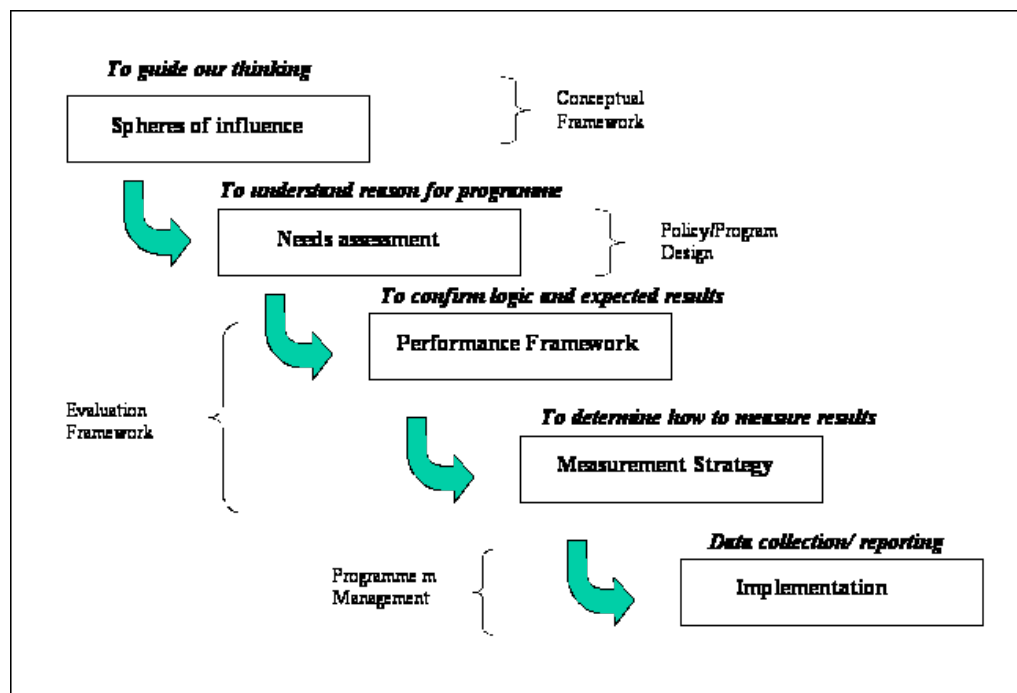 To guide our thinking
Spheres of influence
Conceptual
Framework
To understand reason for programme
Needs assessment
Policy/Program
Design
To confirm logic and expected results
Performance Framework
Evaluation
Framework
To determine how to measure results
Measurement Strategy
Data collection/ reporting
Implementation
Programme m
Management